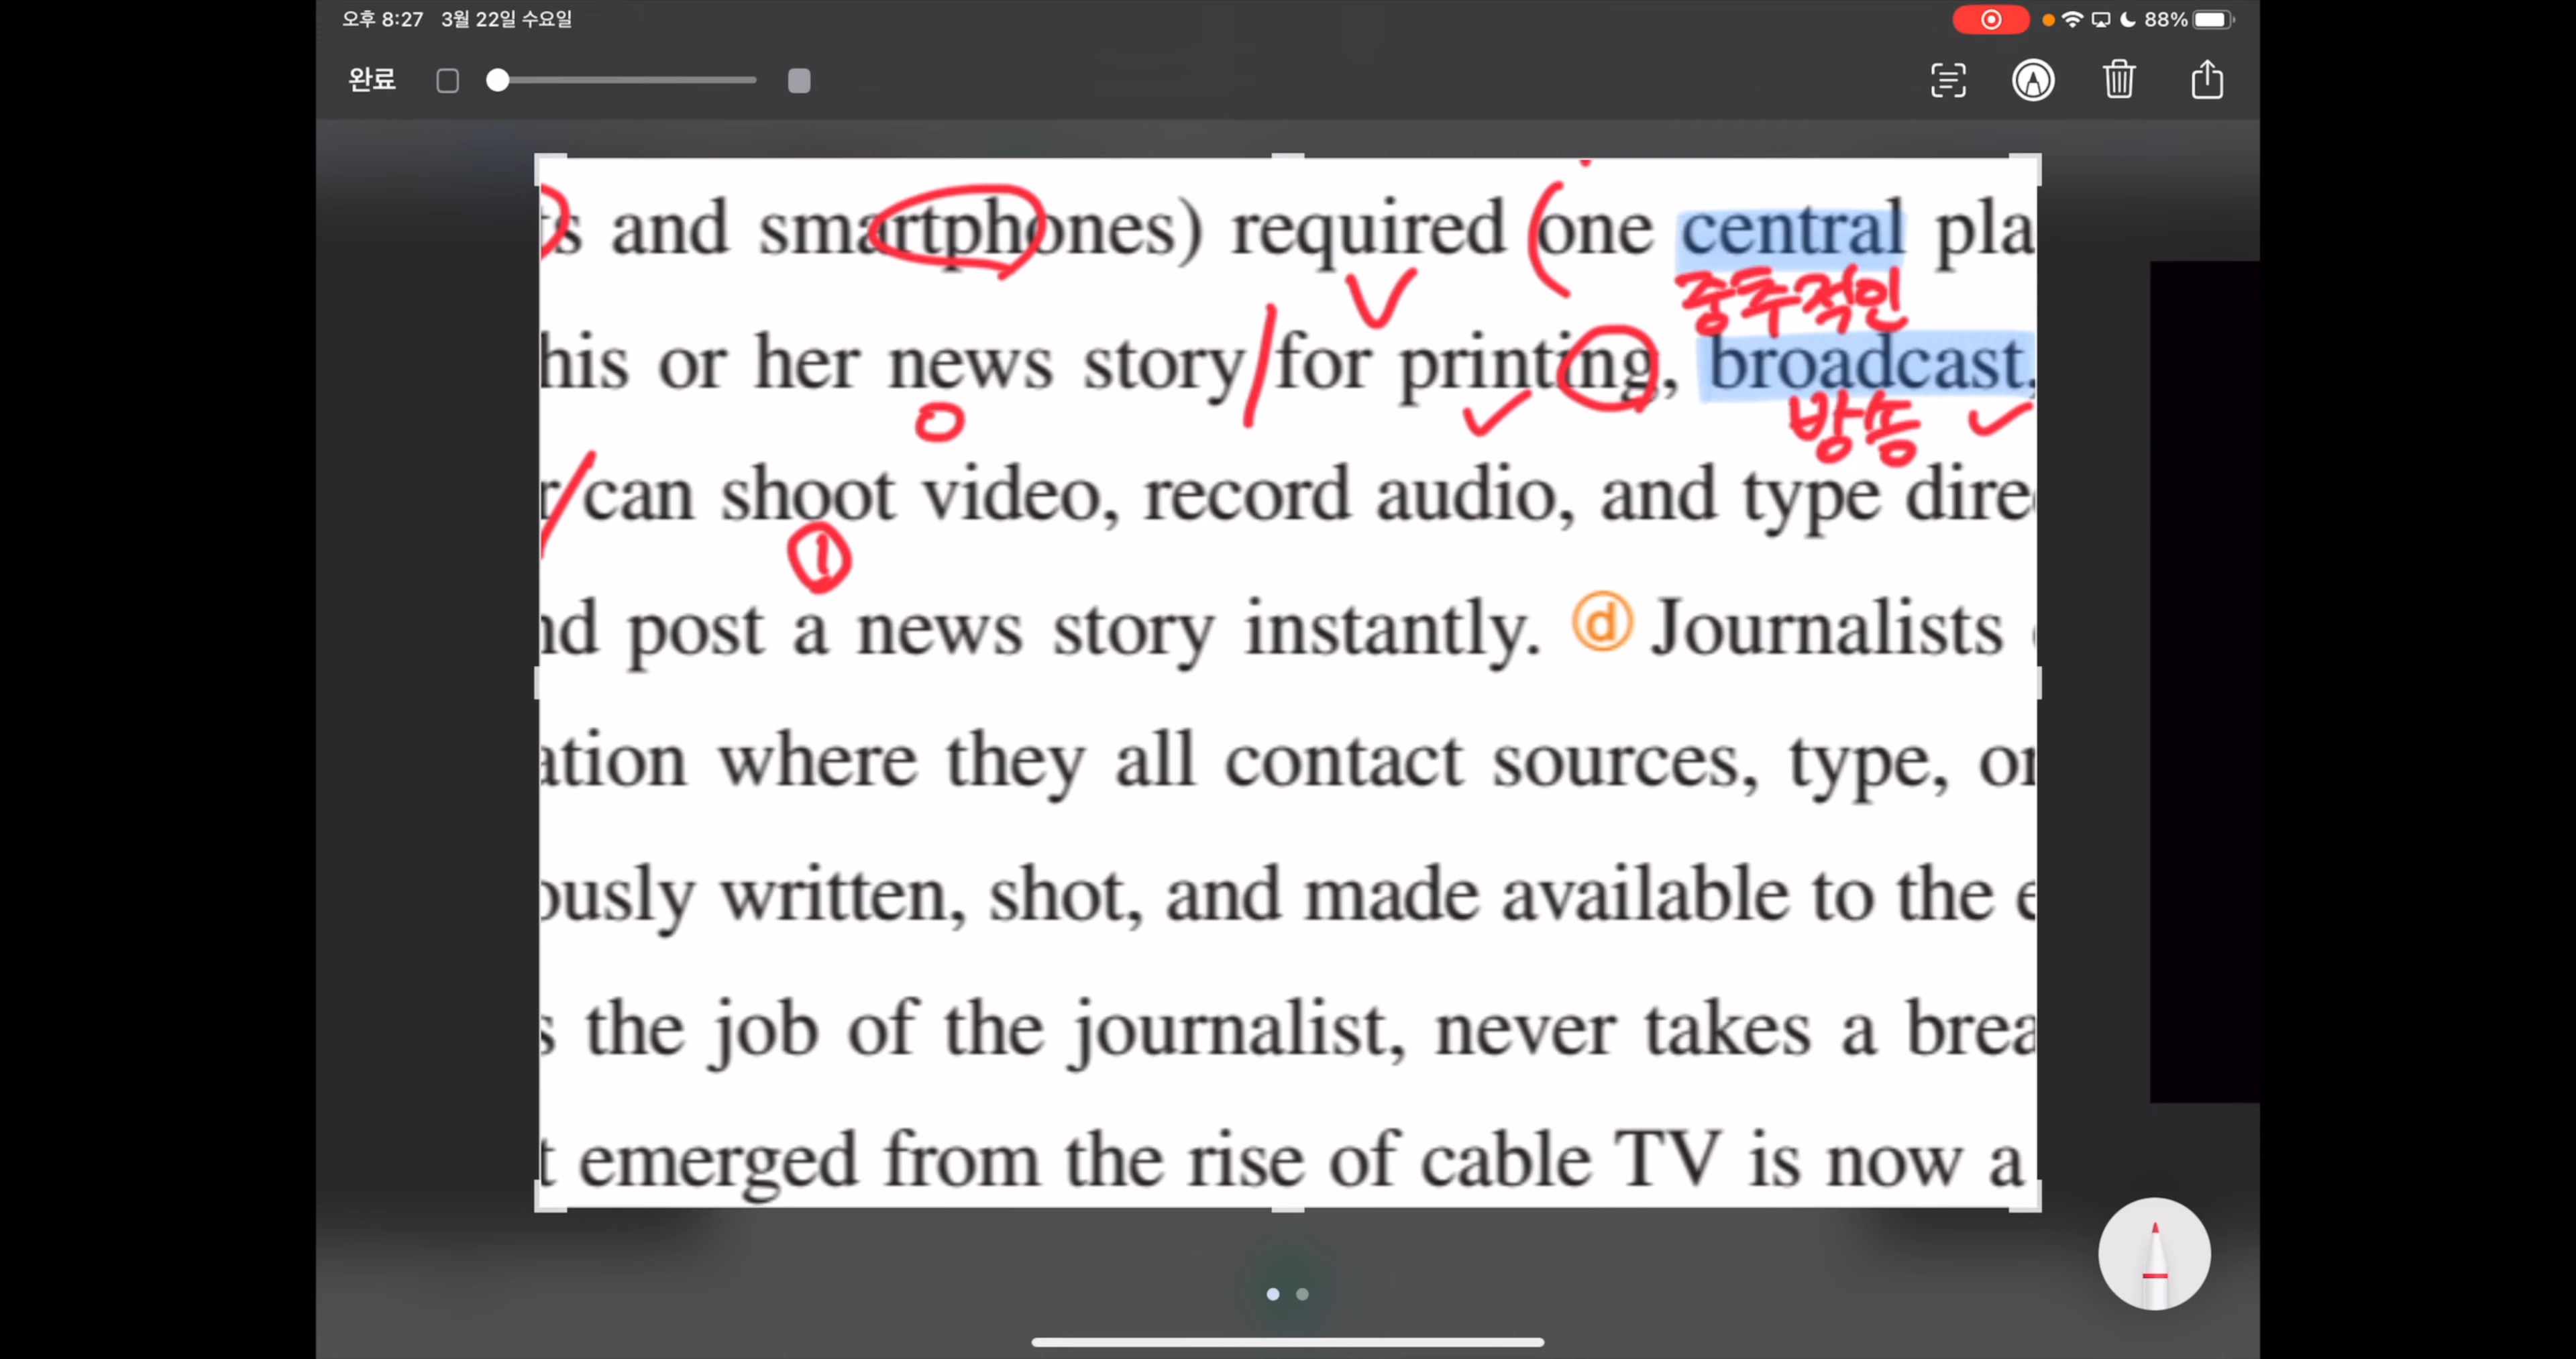 오후 8:27 3월 22일 수요일
88%
완료
s and smartphones) required (one central pla
중추적인
his or her news story / for printing, broadcast,
방송
r can shoot video, record audio, and type dire
①
nd post a news story instantly. ⓓ Journalists
ation where they all contact sources, type, or
ously written, shot, and made available to the e
s the job of the journalist, never takes a brea
t emerged from the rise of cable TV is now a